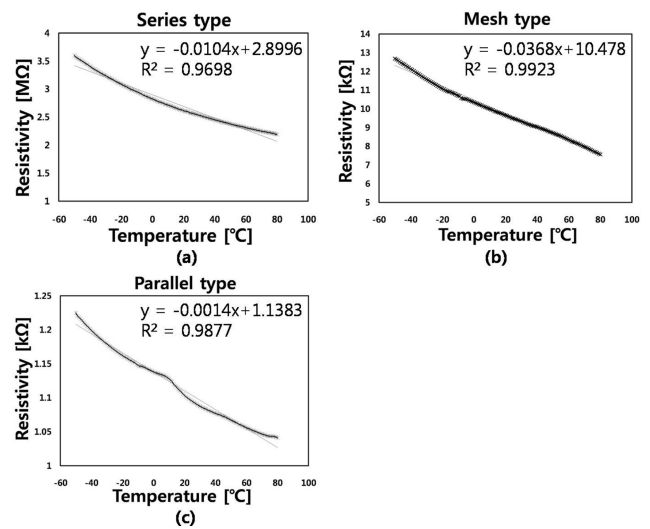 Series type
y = -0.0104x+2.8996
R² = 0.9698
Resistivity [MΩ]
4
3.5
3
2.5
2
1.5
1
-60 -40 -20 0 20 40 60 80 100
Temperature [℃]
(a)
Mesh type
y = -0.0368x+10.478
R² = 0.9923
Resistivity [kΩ]
14
13
12
11
10
9
8
7
6
5
-60 -40 -20 0 20 40 60 80 100
Temperature [℃]
(b)
Parallel type
y = -0.0014x+1.1383
R² = 0.9877
Resistivity [kΩ]
1.25
1.2
1.15
1.1
1.05
1
-60 -40 -20 0 20 40 60 80 100
Temperature [℃]
(c)